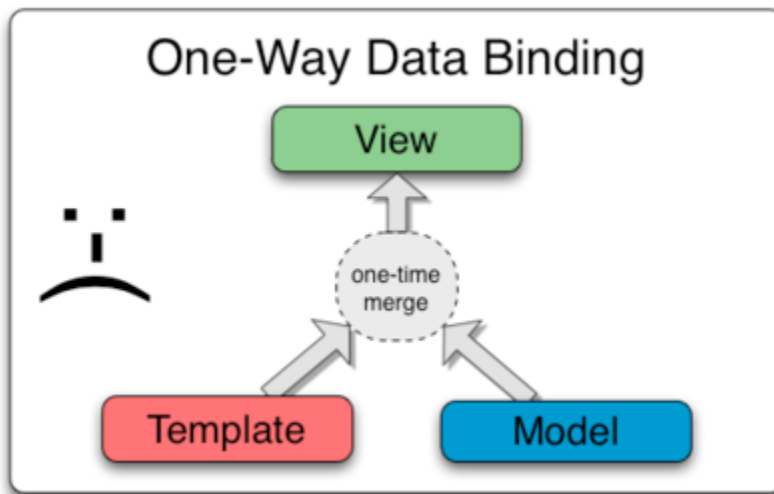 One-Way Data Binding
View
one-time
merge
Template
Model